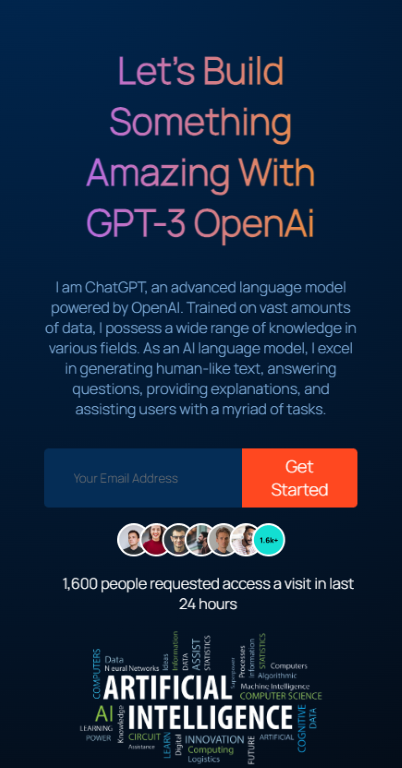 Let's Build
Something
Amazing With
GPT-3 OpenAi
I am ChatGPT, an advanced language model
powered by OpenAI. Trained on vast amounts
of data, I possess a wide range of knowledge in
various fields. As an AI language model, I excel
in generating human-like text, answering
questions, providing explanations, and
assisting users with a myriad of tasks.
Your Email Address
Get
Started
1.6k+
1,600 people requested access a visit in last
24 hours
COMPUTERS
Data
Neural Networks
Ideas
Information
DATA
ASSIST
STATISTICS
Processes
Information
STATISTICS
Computers
Algorithmic
Machine Intelligence
ARTIFICIAL
COMPUTER SCIENCE
AI
Knowledge
INTELLIGENCE
LEARNING
POWER
CIRCUIT
Assistance
LEARN
Digital
INNOVATION
Computing
Logistics
FUTURE
ARTIFICIAL
COGNITIVE
DATA